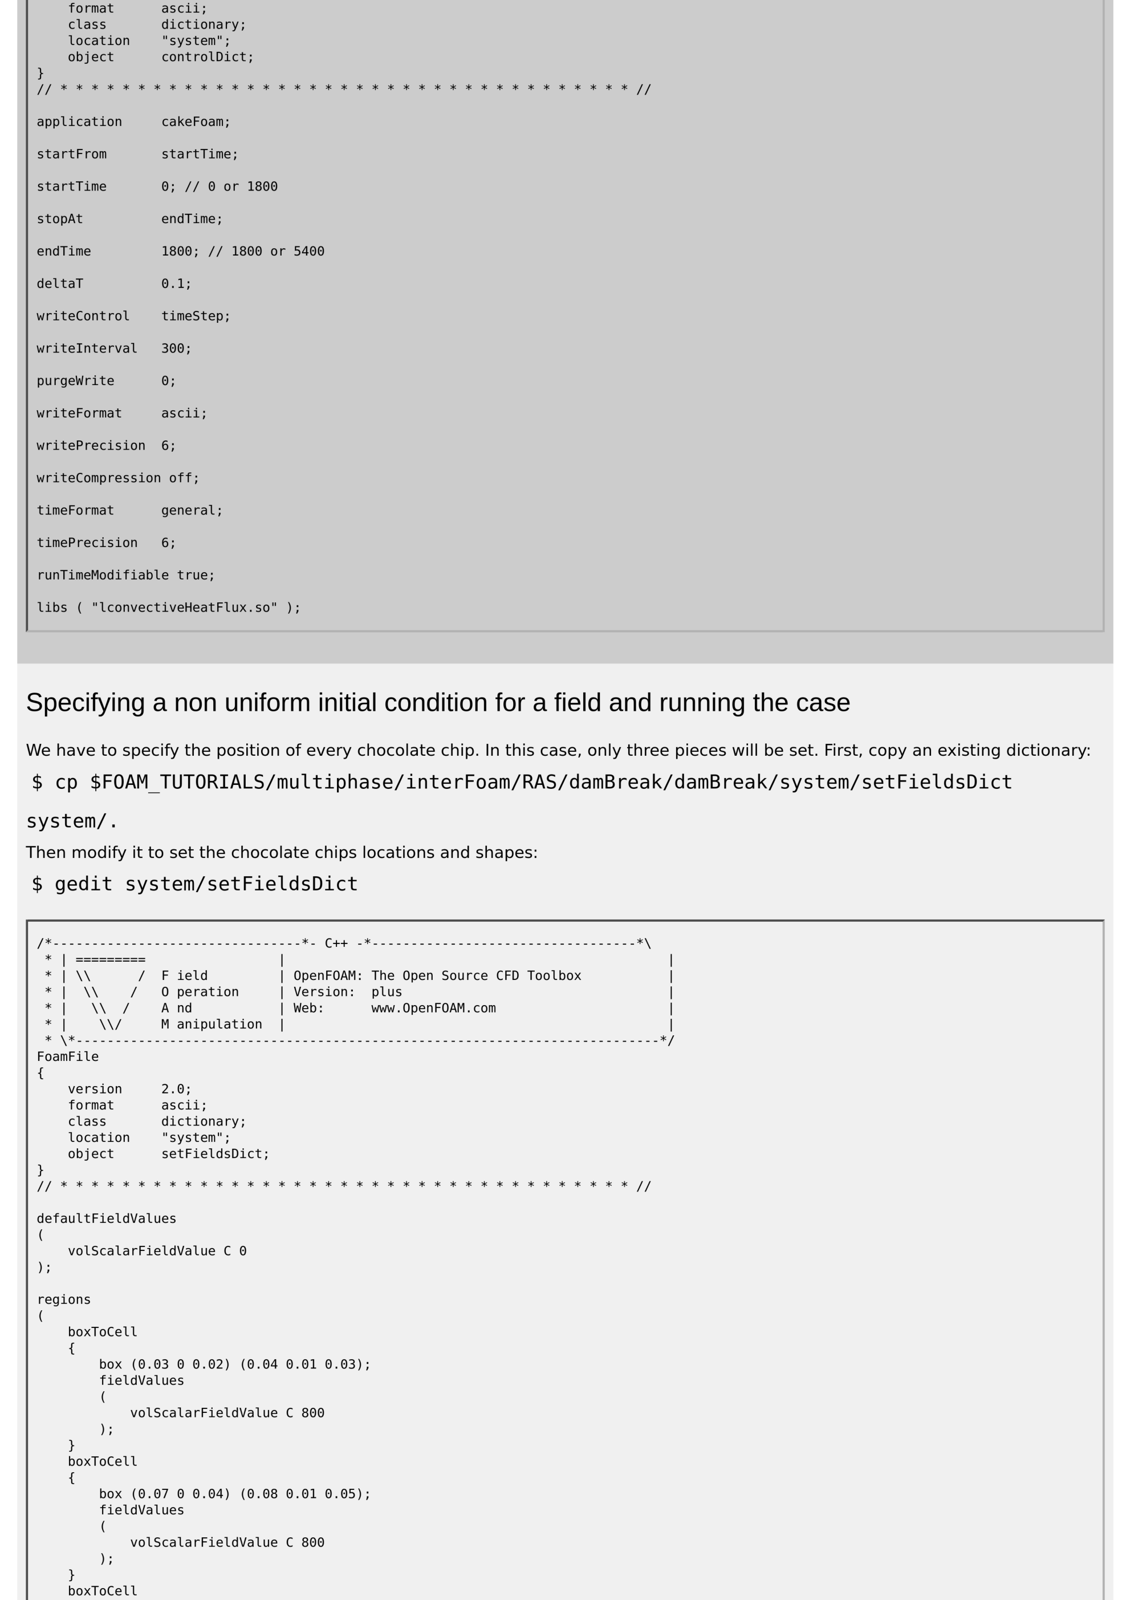 format      ascii;
    class       dictionary;
    location    "system";
    object      controlDict;
}
// * * * * * * * * * * * * * * * * * * * * * * * * * * * * * * * * * * * * * //

application     cakeFoam;

startFrom       startTime;

startTime       0; // 0 or 1800

stopAt          endTime;

endTime         1800; // 1800 or 5400

deltaT          0.1;

writeControl    timeStep;

writeInterval   300;

purgeWrite      0;

writeFormat     ascii;

writePrecision  6;

writeCompression off;

timeFormat      general;

timePrecision   6;

runTimeModifiable true;

libs ( "lconvectiveHeatFlux.so" );

Specifying a non uniform initial condition for a field and running the case
We have to specify the position of every chocolate chip. In this case, only three pieces will be set. First, copy an existing dictionary:
$ cp $FOAM_TUTORIALS/multiphase/interFoam/RAS/damBreak/damBreak/system/setFieldsDict
system/.
Then modify it to set the chocolate chips locations and shapes:
$ gedit system/setFieldsDict

/*--------------------------------*- C++ -*----------------------------------*\
 * | =========                 |                                                 |
 * | \\      /  F ield         | OpenFOAM: The Open Source CFD Toolbox           |
 * |  \\    /   O peration     | Version:  plus                                  |
 * |   \\  /    A nd           | Web:      www.OpenFOAM.com                      |
 * |    \\/     M anipulation  |                                                 |
 * \*---------------------------------------------------------------------------*/
FoamFile
{
    version     2.0;
    format      ascii;
    class       dictionary;
    location    "system";
    object      setFieldsDict;
}
// * * * * * * * * * * * * * * * * * * * * * * * * * * * * * * * * * * * * * //

defaultFieldValues
(
    volScalarFieldValue C 0
);

regions
(
    boxToCell
    {
        box (0.03 0 0.02) (0.04 0.01 0.03);
        fieldValues
        (
            volScalarFieldValue C 800
        );
    }
    boxToCell
    {
        box (0.07 0 0.04) (0.08 0.01 0.05);
        fieldValues
        (
            volScalarFieldValue C 800
        );
    }
    boxToCell